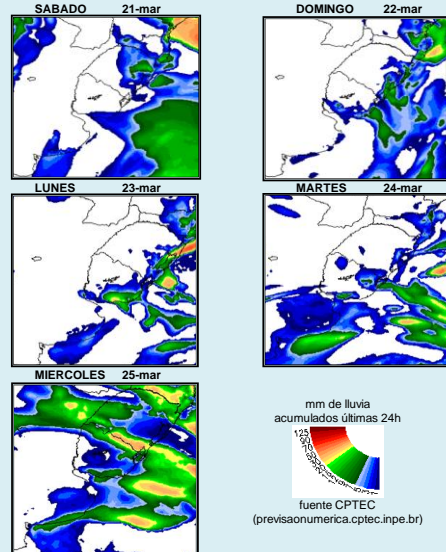 SABADO 21-mar
DOMINGO 22-mar
LUNES 23-mar
MARTES 24-mar
MIERCOLES 25-mar
mm de lluvia
acumulados últimas 24h
fuente CPTEC
(previsaonumerica.cptec.inpe.br)